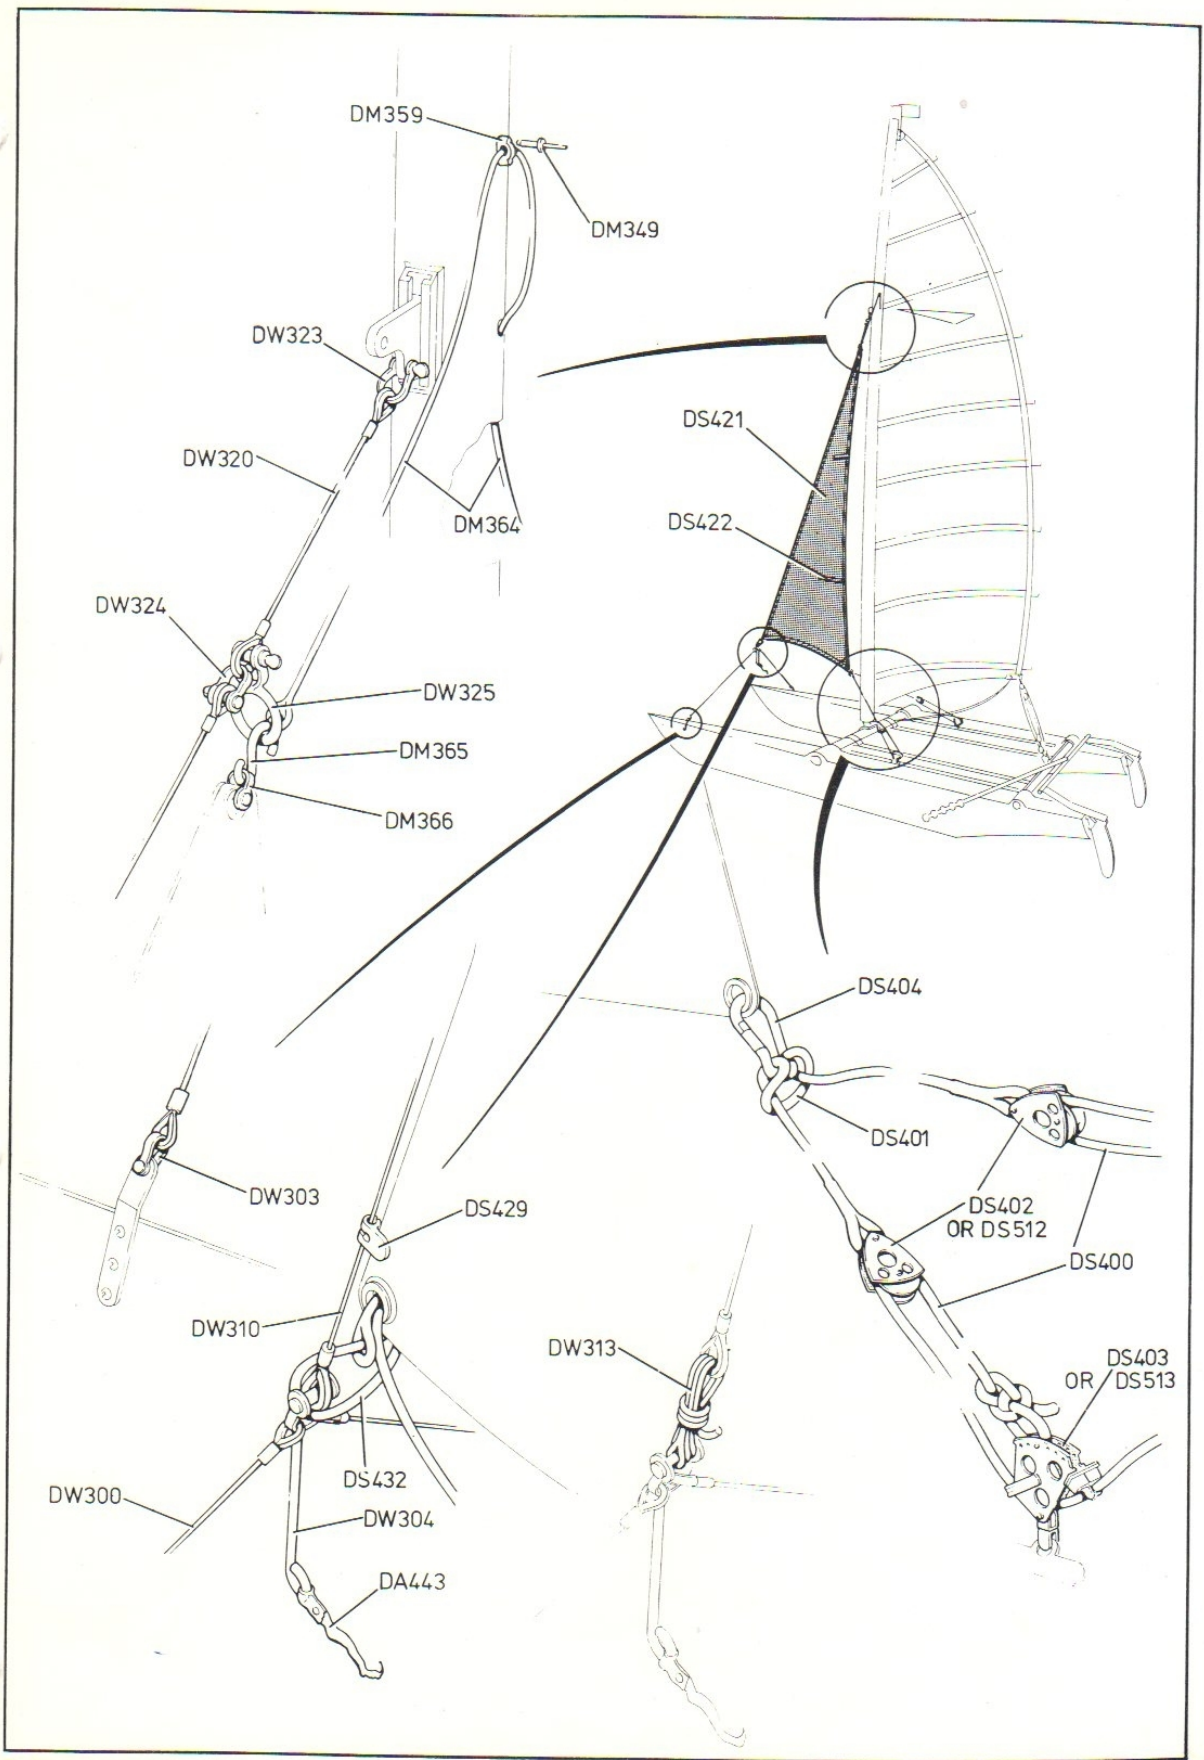 DM359
DM349
DW323
DW320
DM364
DS421
DS422
DW324
DW325
DM365
DM366
DS404
DS401
DW303
DS429
DS402
OR DS512
DS400
DW310
DW313
DS403
OR DS513
DS432
DW300
DW304
DA443